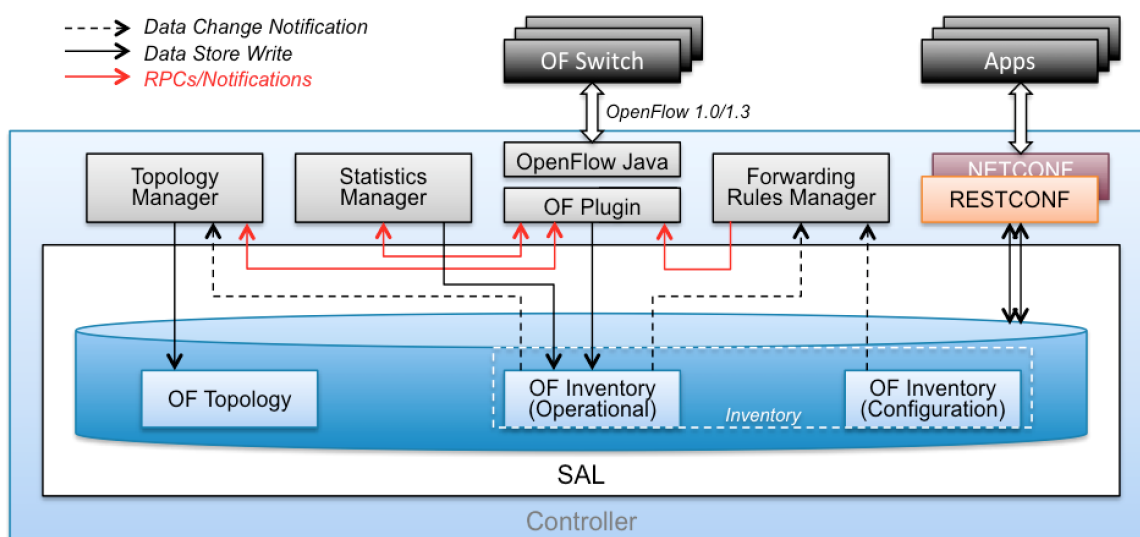 Data Change Notification
Data Store Write
RPCs/Notifications
OF Switch
Apps
OpenFlow 1.0/1.3
Topology
Manager
Statistics
Manager
OpenFlow Java
OF Plugin
Forwarding
Rules Manager
NETCONF
RESTCONF
OF Topology
OF Inventory
(Operational)
Inventory
OF Inventory
(Configuration)
SAL
Controller